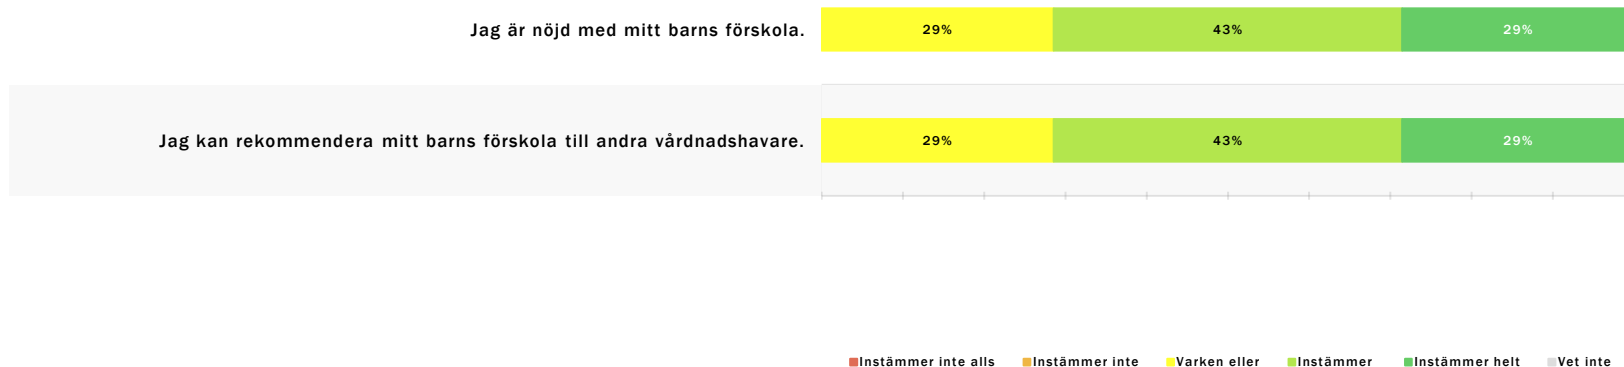 Jag är nöjd med mitt barns förskola. 29% 43% 29%
Jag kan rekommendera mitt barns förskola till andra vårdnadshavare. 29% 43% 29%
Instämmer inte alls Instämmer inte Varken eller Instämmer Instämmer helt Vet inte